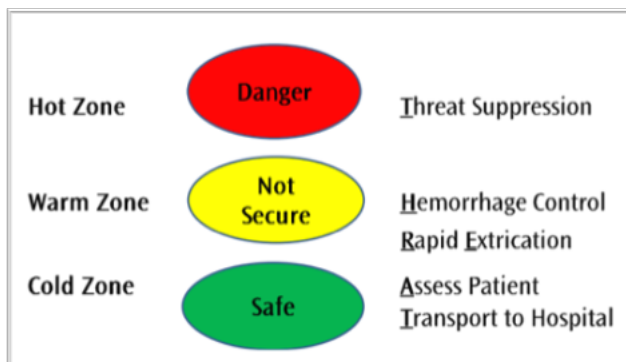 Hot Zone Danger Threat Suppression
Warm Zone Not Secure Hemorrhage Control
Rapid Extrication
Cold Zone Safe Assess Patient
Transport to Hospital